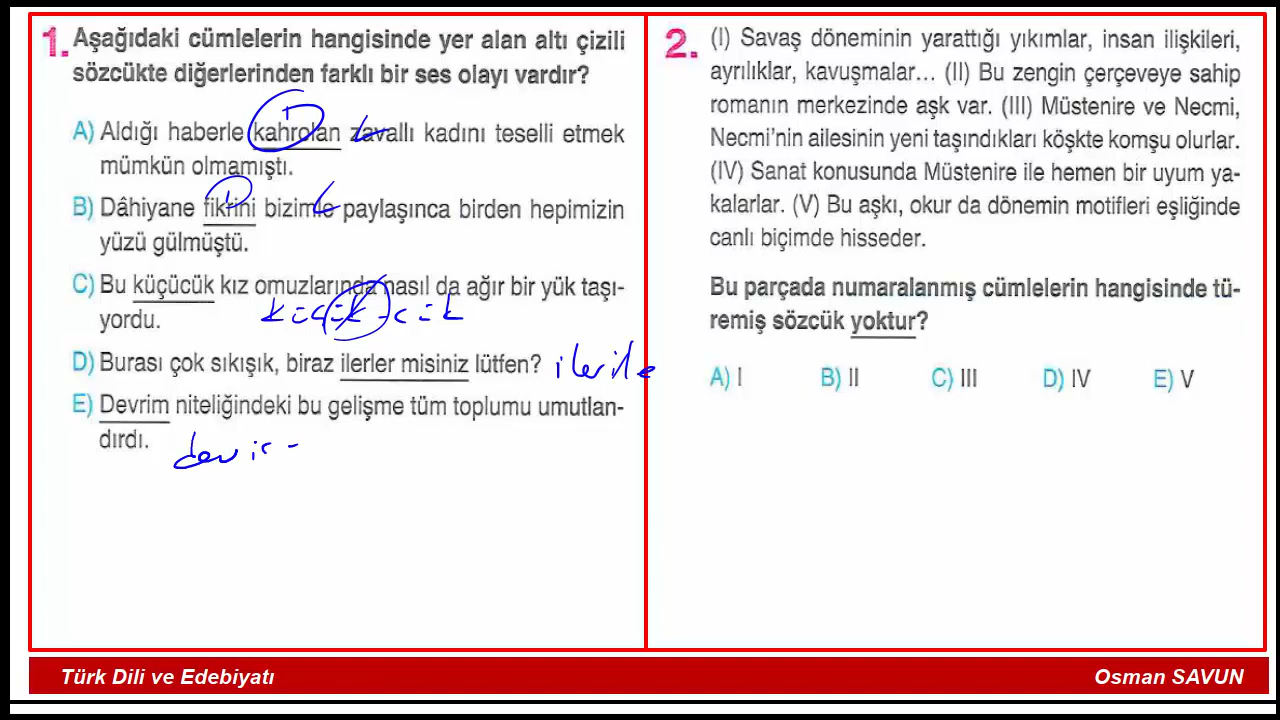 1. Aşağıdaki cümlelerin hangisinde yer alan altı çizili
sözcükte diğerlerinden farklı bir ses olayı vardır?
A) Aldığı haberle kahrolan zavallı kadını teselli etmek
mümkün olmamıştı.
B) Dâhiyane fikrini bizimle paylaşınca birden hepimizin
yüzü gülmüştü.
C) Bu küçücük kız omuzlarında nasıl da ağır bir yük taşı-
yordu.
küçük-cük
D) Burası çok sıkışık, biraz ilerler misiniz lütfen?
ilerile
E) Devrim niteliğindeki bu gelişme tüm toplumu umutlan-
dırdı.
devir -
2. (I) Savaş döneminin yarattığı yıkımlar, insan ilişkileri,
ayrılıklar, kavuşmalar... (II) Bu zengin çerçeveye sahip
romanın merkezinde aşk var. (III) Müstenire ve Necmi,
Necmi'nin ailesinin yeni taşındıkları köşkte komşu olurlar.
(IV) Sanat konusunda Müstenire ile hemen bir uyum ya-
kalarlar. (V) Bu aşkı, okur da dönemin motifleri eşliğinde
canlı biçimde hisseder.
Bu parçada numaralanmış cümlelerin hangisinde tü-
remiş sözcük yoktur?
A) I B) II C) III D) IV E) V
Türk Dili ve Edebiyatı
Osman SAVUN